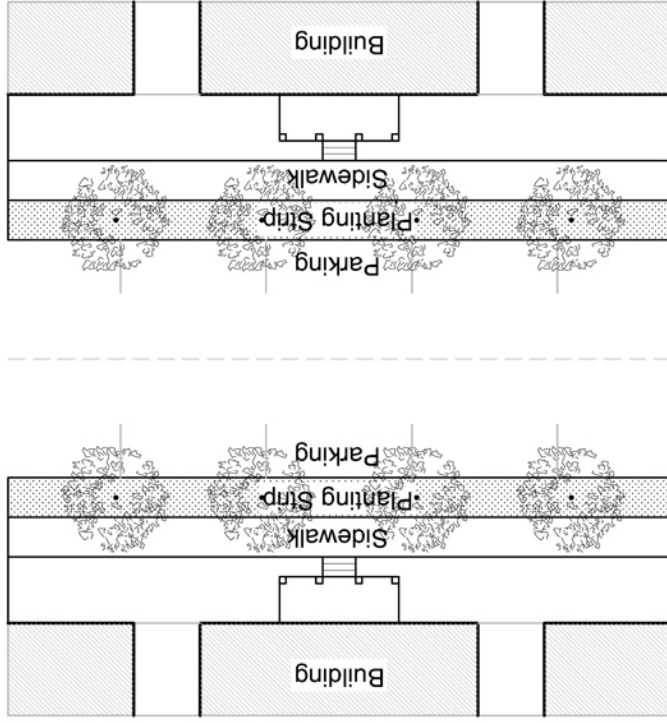 Building
Sidewalk
Planting Strip
Parking
Parking
Planting Strip
Sidewalk
Building